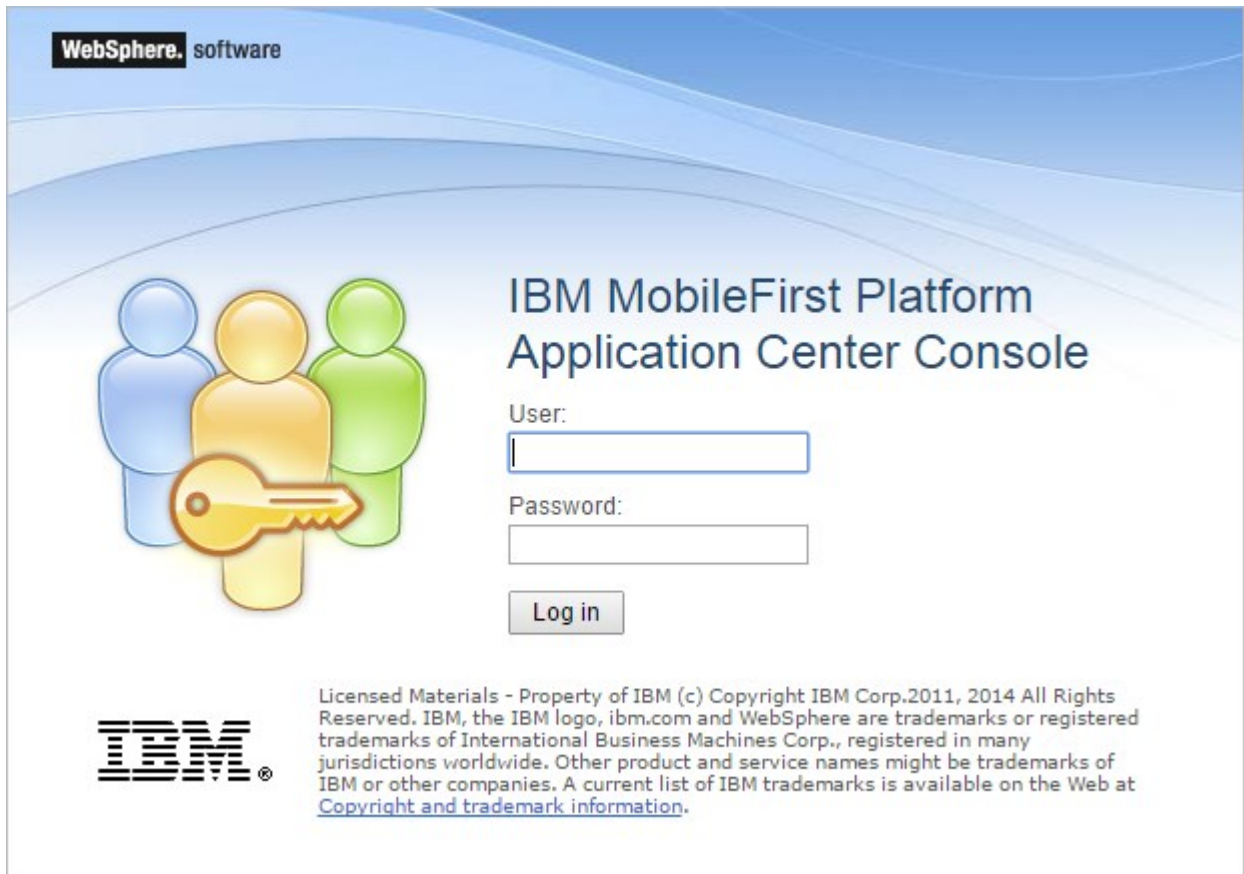 WebSphere. software
IBM MobileFirst Platform
Application Center Console
User:
Password:
Log in
Licensed Materials - Property of IBM (c) Copyright IBM Corp.2011, 2014 All Rights
Reserved. IBM, the IBM logo, ibm.com and WebSphere are trademarks or registered
trademarks of International Business Machines Corp., registered in many
jurisdictions worldwide. Other product and service names might be trademarks of
IBM or other companies. A current list of IBM trademarks is available on the Web at
Copyright and trademark information.
IBM®